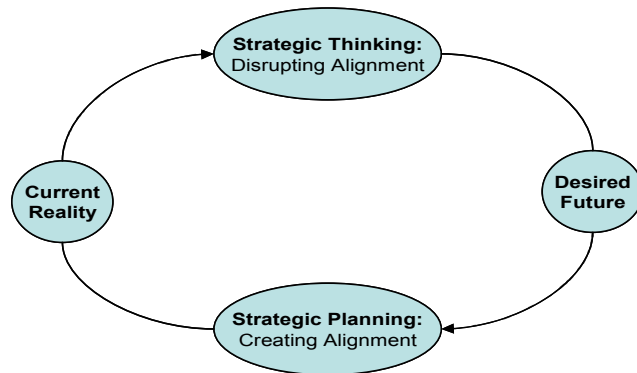 Strategic Thinking:
Disrupting Alignment
Current
Reality
Desired
Future
Strategic Planning:
Creating Alignment